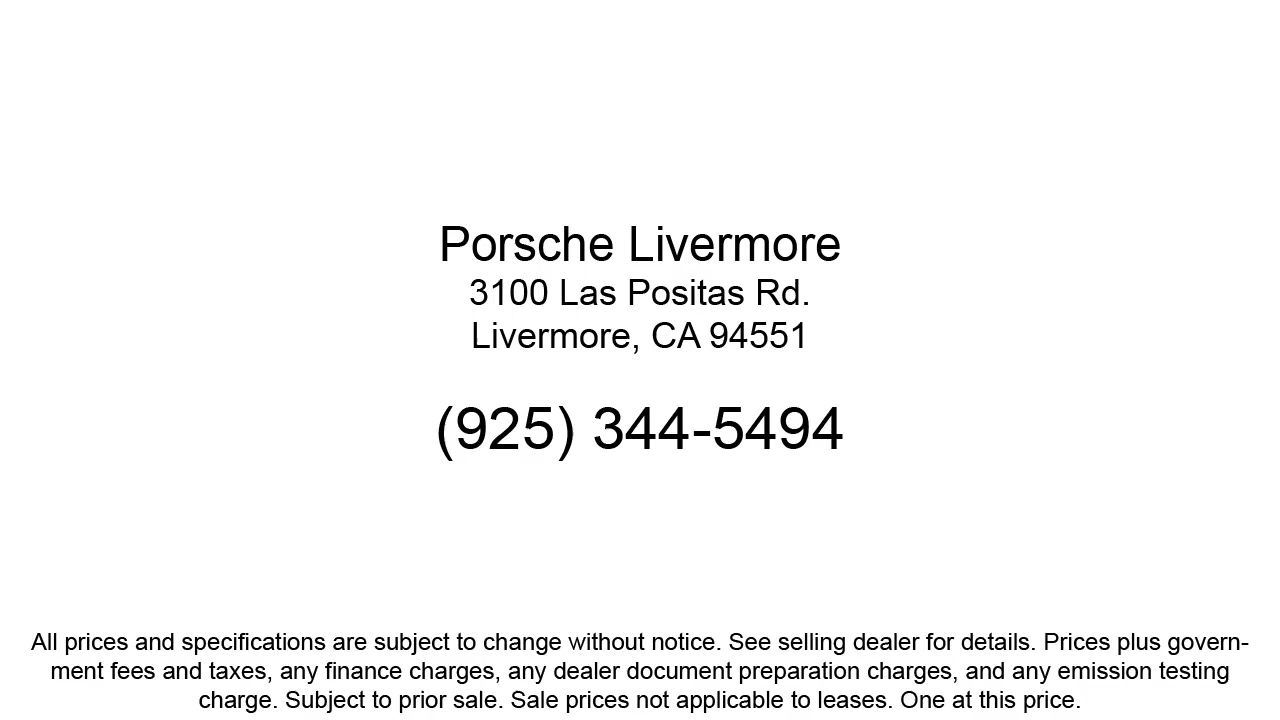 Porsche Livermore
3100 Las Positas Rd.
Livermore, CA 94551
(925) 344-5494
All prices and specifications are subject to change without notice. See selling dealer for details. Prices plus govern-
ment fees and taxes, any finance charges, any dealer document preparation charges, and any emission testing
charge. Subject to prior sale. Sale prices not applicable to leases. One at this price.